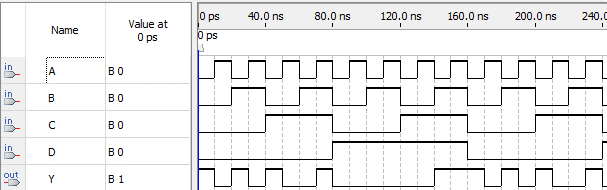 Name Value at 0 ps
0 ps 40.0 ns 80.0 ns 120.0 ns 160.0 ns 200.0 ns 240.0
0 ps
in A B 0
in B B 0
in C B 0
in D B 0
out Y B 1